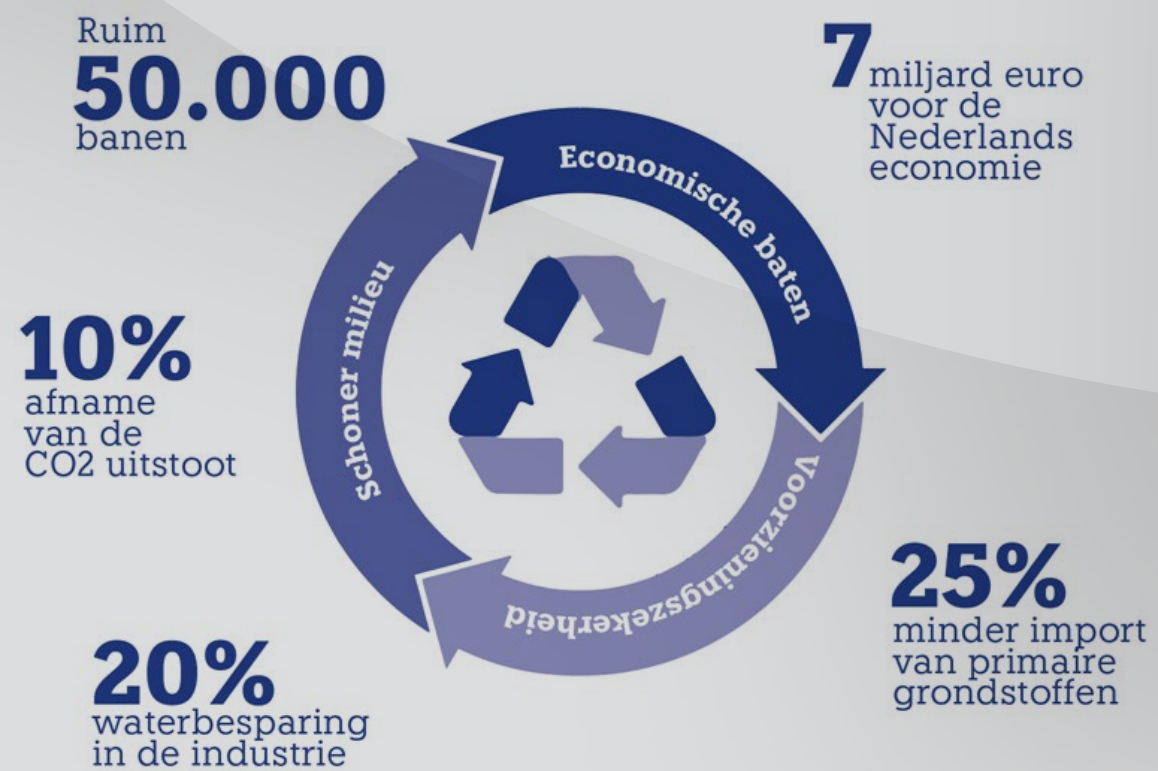 Ruim
50.000
banen
7
miljard euro
voor de
Nederlands
economie
Economische baten
Schoner milieu
Voorzieningszekerheid
10%
afname
van de
CO2 uitstoot
25%
minder import
van primaire
grondstoffen
20%
waterbesparing
in de industrie